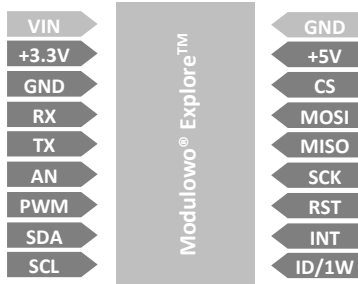 VIN
+3.3V
GND
RX
TX
AN
PWM
SDA
SCL
Modulowo® Explore™
GND
+5V
CS
MOSI
MISO
SCK
RST
INT
ID/1W